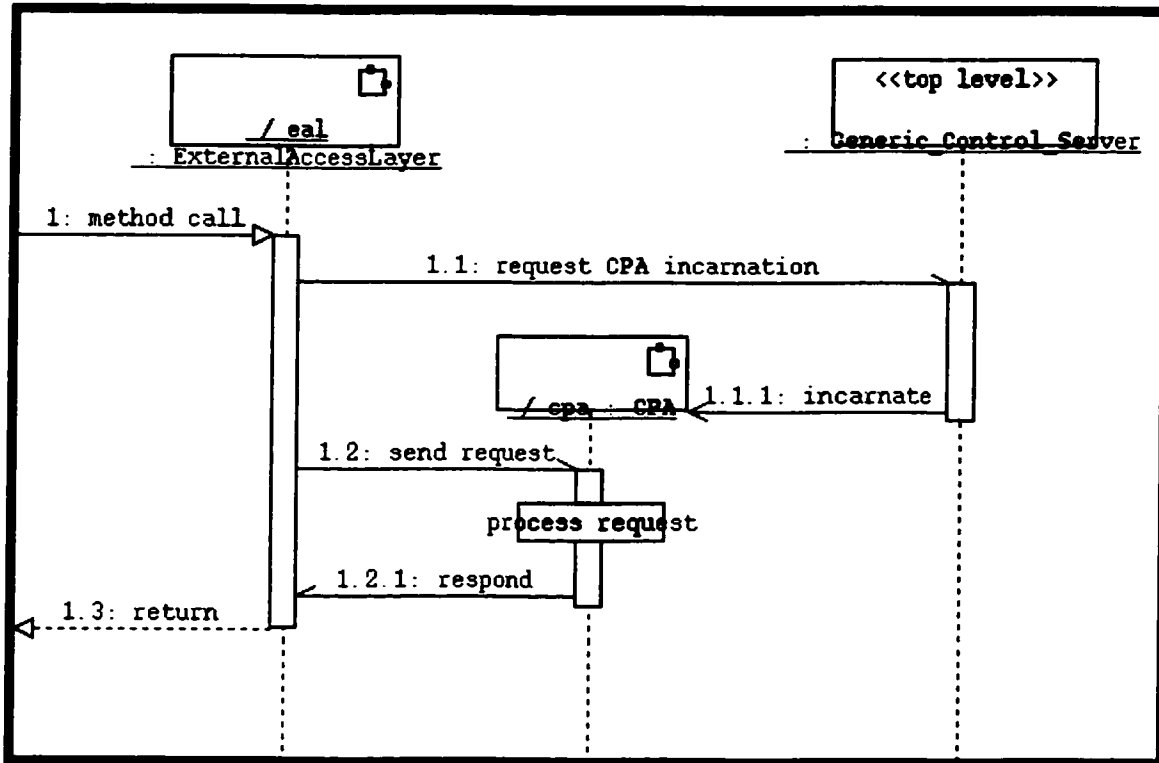 <<top level>>
/ eal
: ExternalAccessLayer
: Generic_Control_Server
1: method call
1.1: request CPA incarnation
1.1.1: incarnate
/ cpa : CPA
1.2: send request
process request
1.2.1: respond
1.3: return